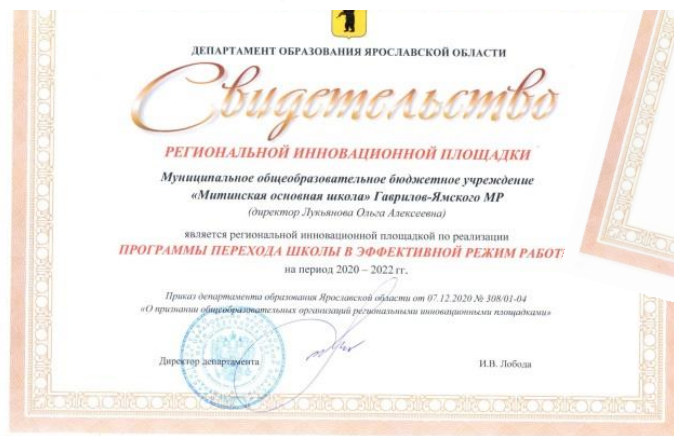 ДЕПАРТАМЕНТ ОБРАЗОВАНИЯ ЯРОСЛАВСКОЙ ОБЛАСТИ
Свидетельство
РЕГИОНАЛЬНОЙ ИННОВАЦИОННОЙ ПЛОЩАДКИ
Муниципальное общеобразовательное бюджетное учреждение
«Митинская основная школа» Гаврилов-Ямского МР
(директор Лукьянова Ольга Алексеевна)
является региональной инновационной площадкой по реализации
ПРОГРАММЫ ПЕРЕХОДА ШКОЛЫ В ЭФФЕКТИВНОЙ РЕЖИМ РАБОТ
на период 2020 – 2022 гг.
Приказ департамента образования Ярославской области от 07.12.2020 № 308/01-04
«О признании общеобразовательных организаций региональными инновационными площадками»
Директор департамента
И.В. Лобода